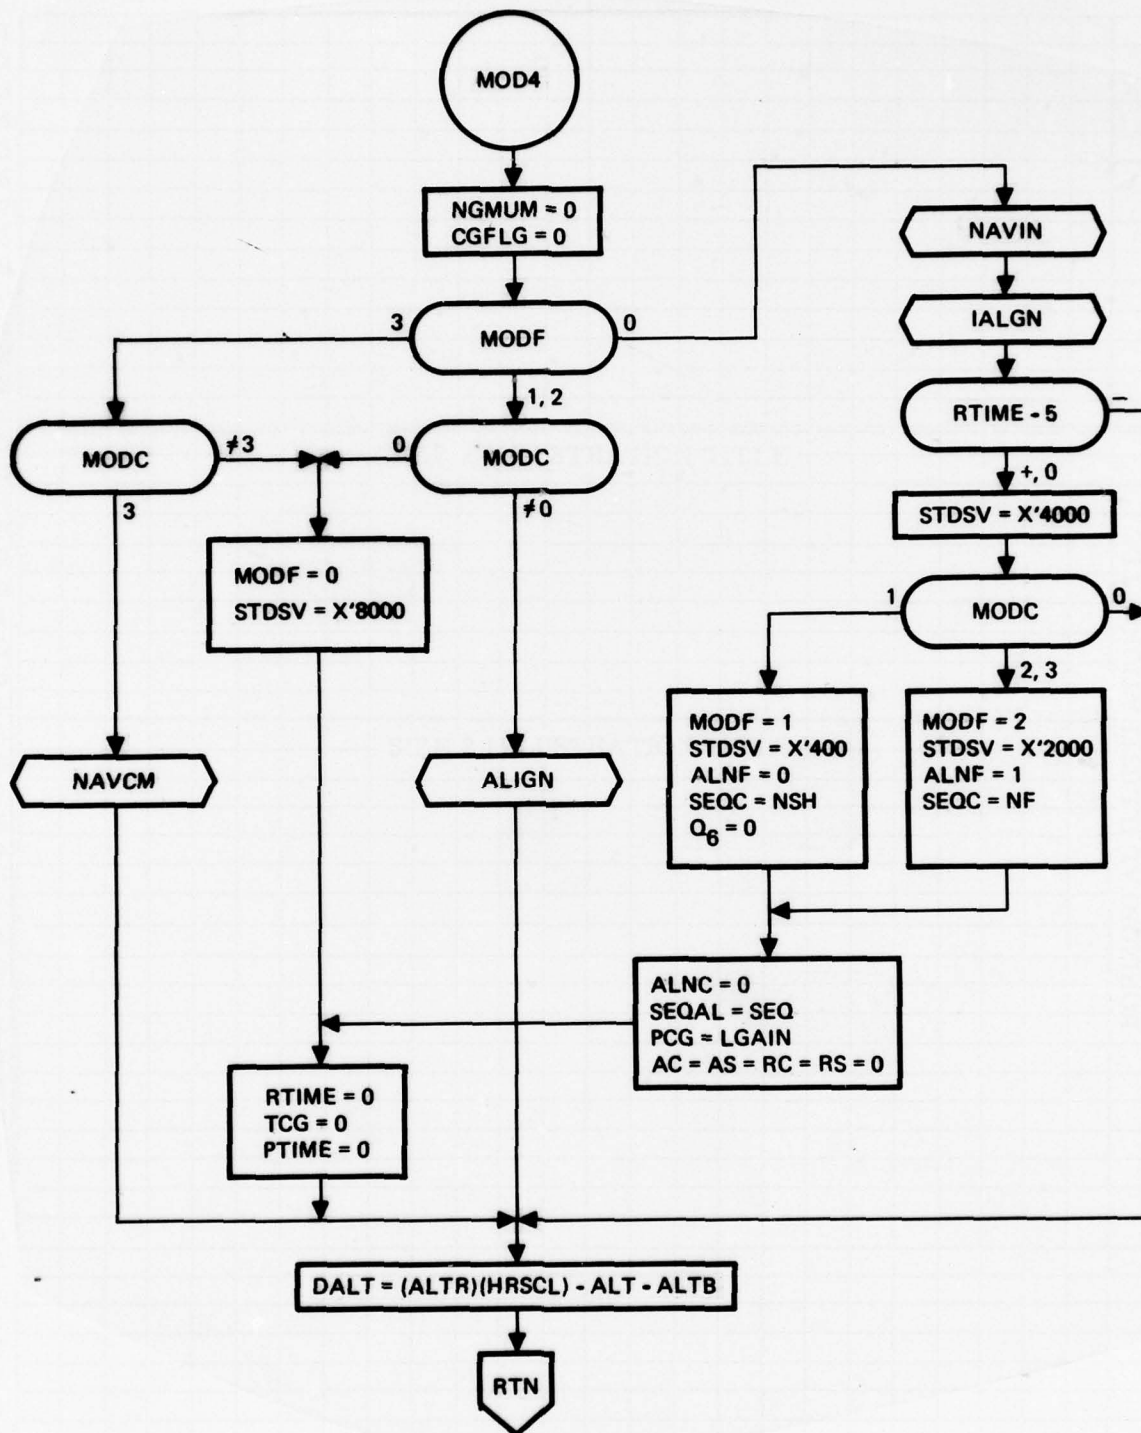 MOD4
NGMUM = 0
CGFLG = 0
3
MODF
0
1, 2
NAVIN
IALGN
RTIME - 5
–
+, 0
STDSV = X'4000
MODC
≠3
3
0
MODC
≠0
MODF = 0
STDSV = X'8000
1
MODC
0
2, 3
MODF = 1
STDSV = X'400
ALNF = 0
SEQC = NSH
Q6 = 0
MODF = 2
STDSV = X'2000
ALNF = 1
SEQC = NF
NAVCM
ALIGN
ALNC = 0
SEQAL = SEQ
PCG = LGAIN
AC = AS = RC = RS = 0
RTIME = 0
TCG = 0
PTIME = 0
DALT = (ALTR)(HRSCL) - ALT - ALTB
RTN